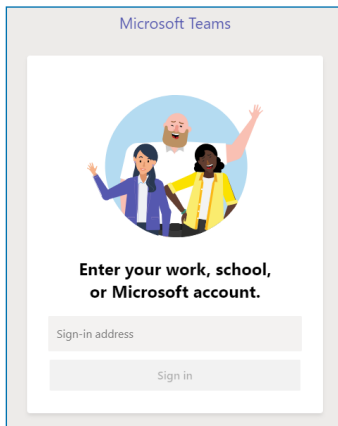 Microsoft Teams
Enter your work, school,
or Microsoft account.
Sign-in address
Sign in